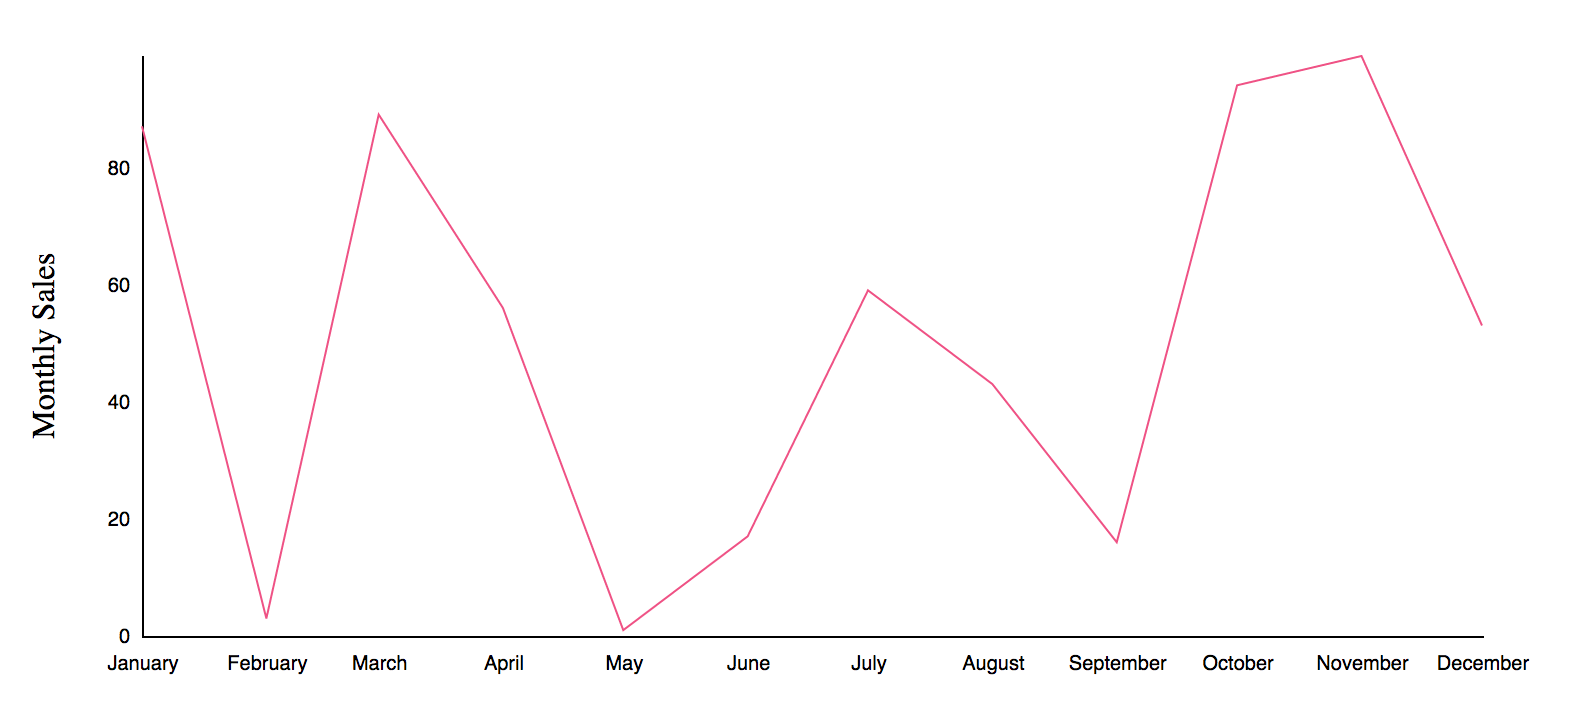 Monthly Sales
80
60
40
20
0
January February March April May June July August September October November December